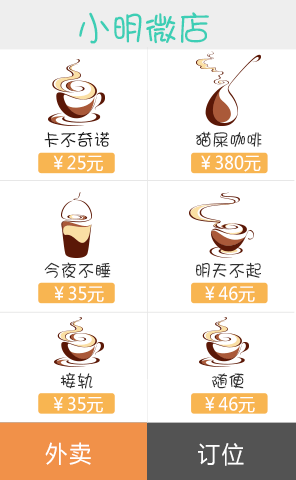 小明微店
卡不奇诺
猫屎咖啡
￥25元
￥380元
今夜不睡
明天不起
￥35元
￥46元
接轨
随便
￥35元
￥46元
外卖
订位